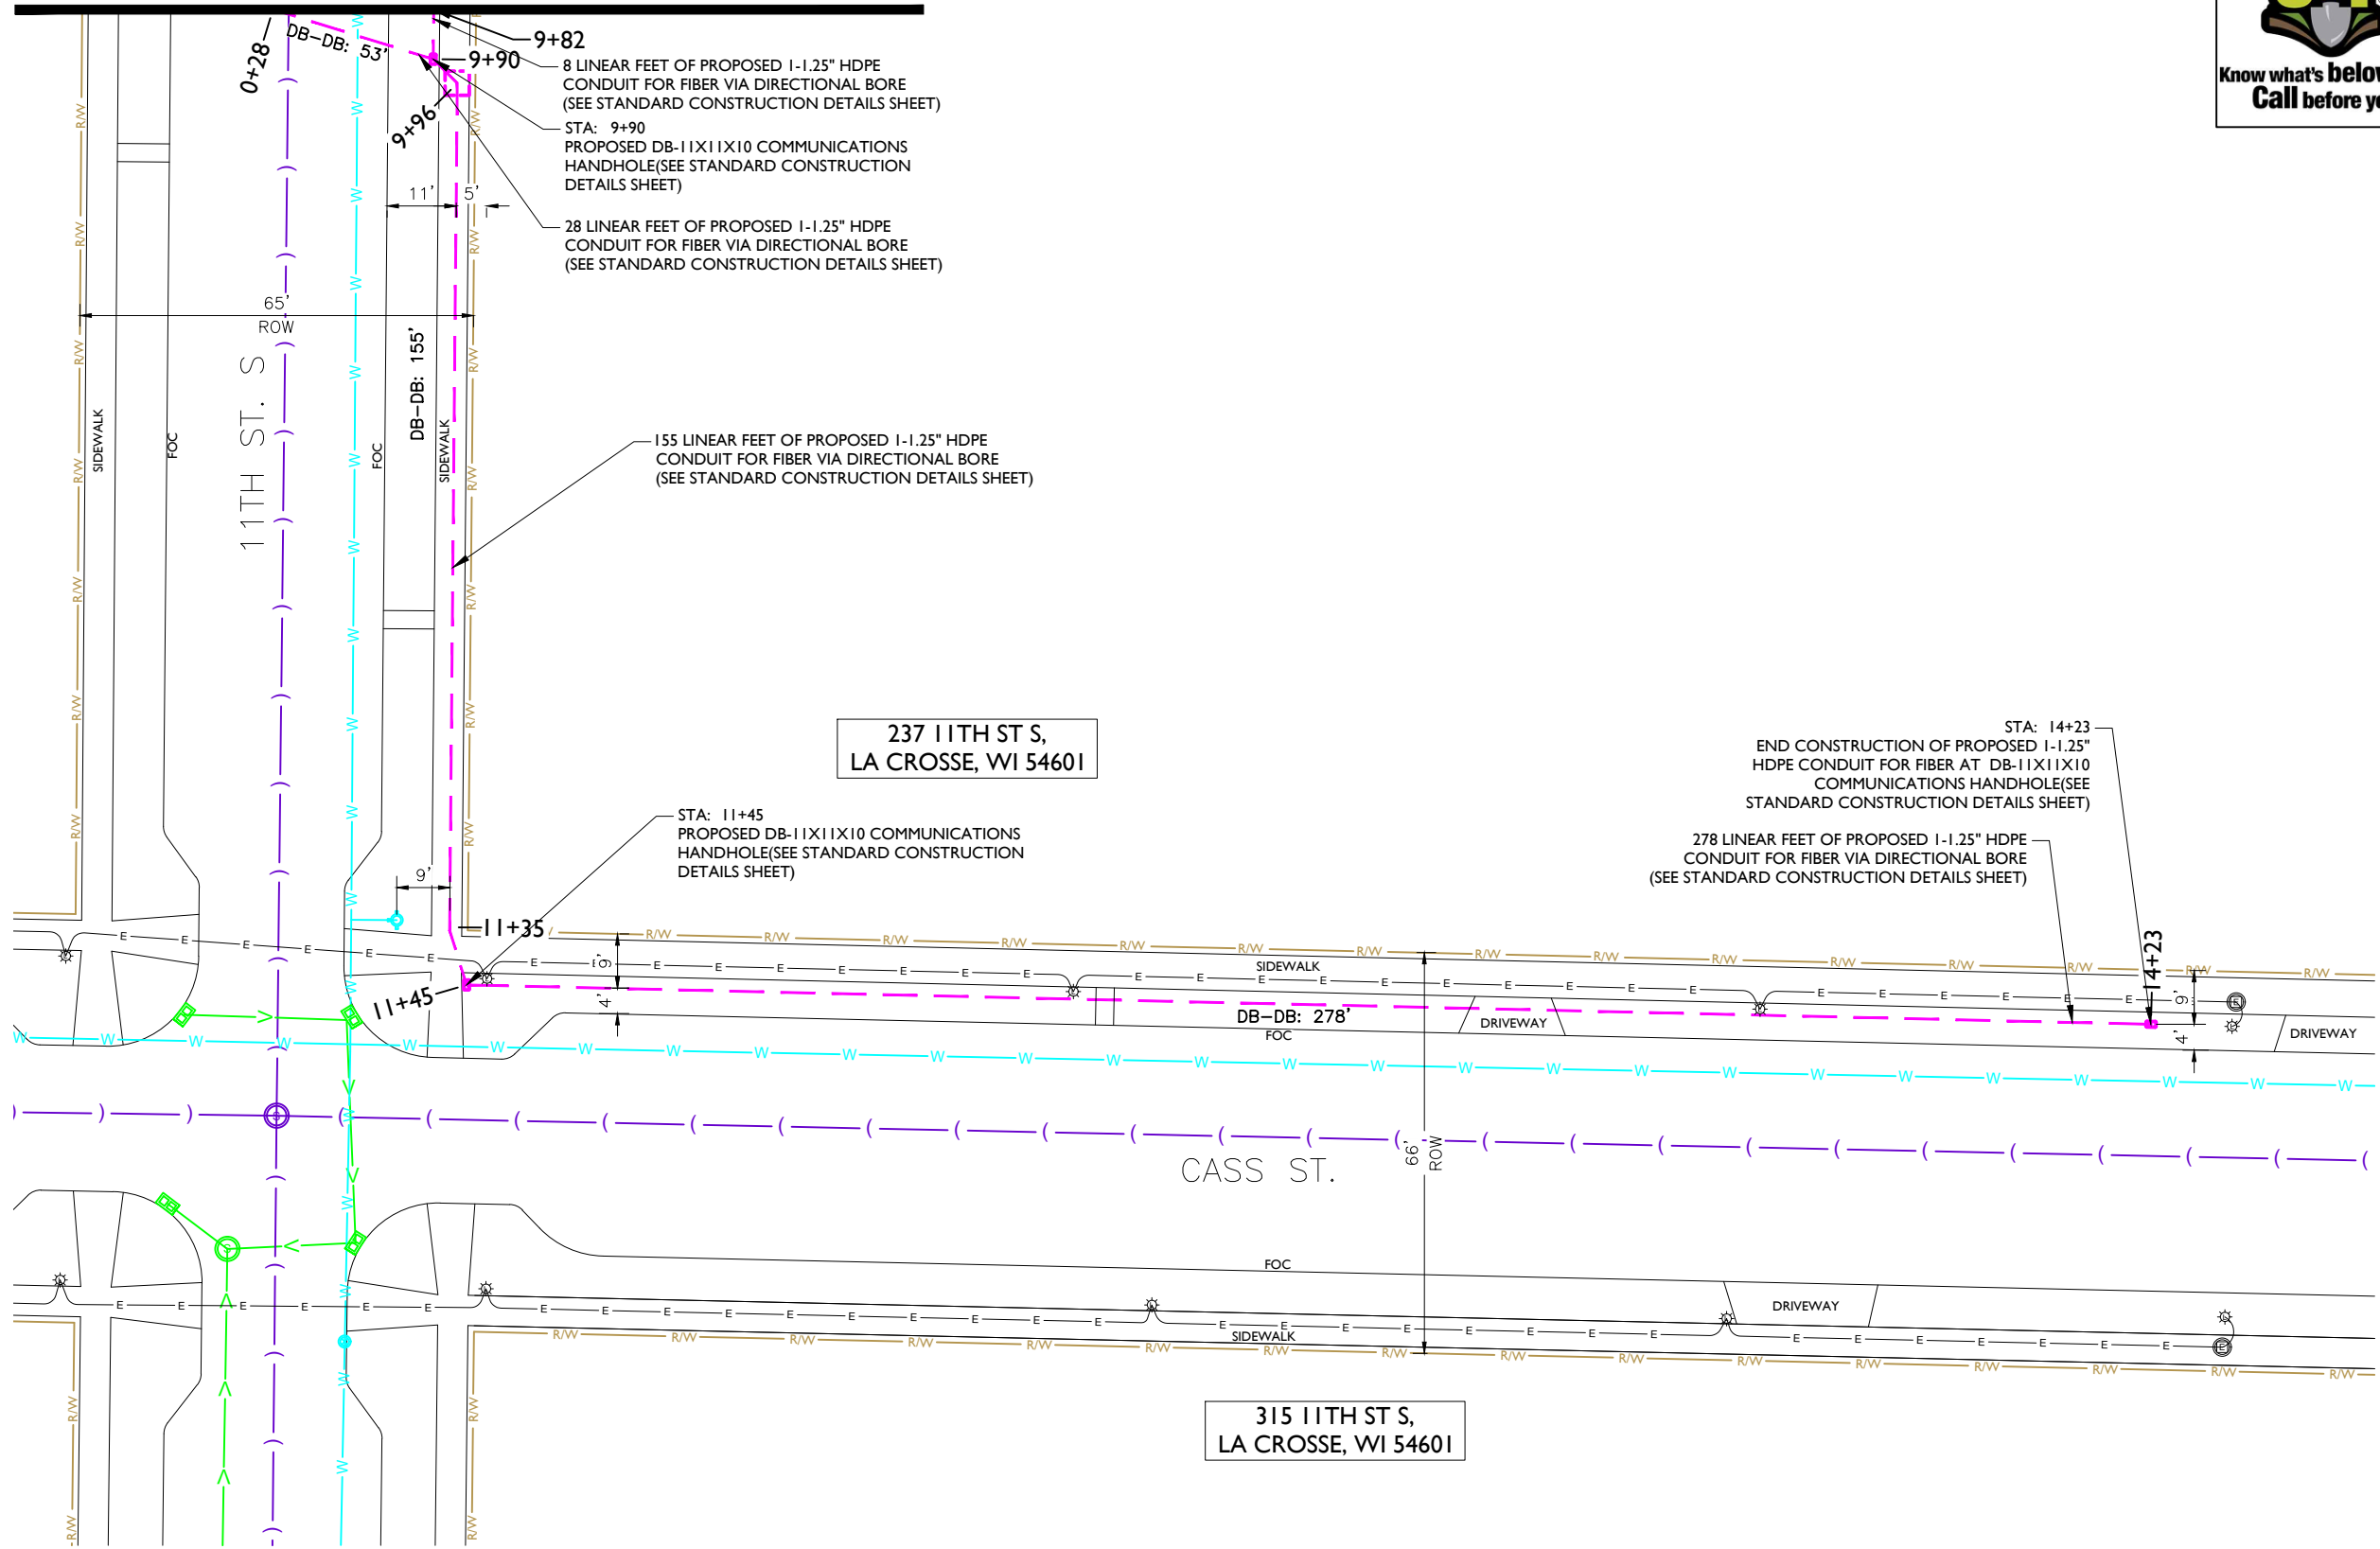 Know what's below
Call before you
0+28
DB-DB: 53'
9+82
9+90
8 LINEAR FEET OF PROPOSED 1-1.25" HDPE
CONDUIT FOR FIBER VIA DIRECTIONAL BORE
(SEE STANDARD CONSTRUCTION DETAILS SHEET)
9+96
STA: 9+90
PROPOSED DB-11X11X10 COMMUNICATIONS
HANDHOLE(SEE STANDARD CONSTRUCTION
DETAILS SHEET)
11'
5'
28 LINEAR FEET OF PROPOSED 1-1.25" HDPE
CONDUIT FOR FIBER VIA DIRECTIONAL BORE
(SEE STANDARD CONSTRUCTION DETAILS SHEET)
65'
ROW
11TH ST. S
SIDEWALK
FOC
FOC
DB-DB: 155'
SIDEWALK
155 LINEAR FEET OF PROPOSED 1-1.25" HDPE
CONDUIT FOR FIBER VIA DIRECTIONAL BORE
(SEE STANDARD CONSTRUCTION DETAILS SHEET)
237 11TH ST S,
LA CROSSE, WI 54601
STA: 14+23
END CONSTRUCTION OF PROPOSED 1-1.25"
HDPE CONDUIT FOR FIBER AT DB-11X11X10
COMMUNICATIONS HANDHOLE(SEE
STANDARD CONSTRUCTION DETAILS SHEET)
278 LINEAR FEET OF PROPOSED 1-1.25" HDPE
CONDUIT FOR FIBER VIA DIRECTIONAL BORE
(SEE STANDARD CONSTRUCTION DETAILS SHEET)
STA: 11+45
PROPOSED DB-11X11X10 COMMUNICATIONS
HANDHOLE(SEE STANDARD CONSTRUCTION
DETAILS SHEET)
9'
11+35
11+45
9'
4'
SIDEWALK
DB-DB: 278'
FOC
DRIVEWAY
14+23
9'
4'
DRIVEWAY
66'
ROW
CASS ST.
FOC
DRIVEWAY
SIDEWALK
315 11TH ST S,
LA CROSSE, WI 54601
R/W
W
E